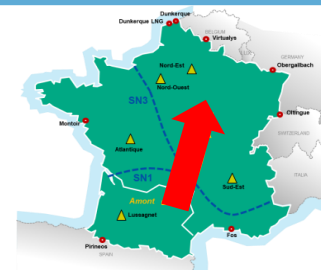 Dunkerque
Dunkerque LNG
BELGIUM
Virtualys
GERMANY
Nord-Est
Obergailbach
Nord-Ouest
SN3
Oltingue
Montoir
SWITZERLAND
Atlantique
SN1
Sud-Est
ITALIA
Amont
Lussagnet
Fos
Pirineos
SPAIN